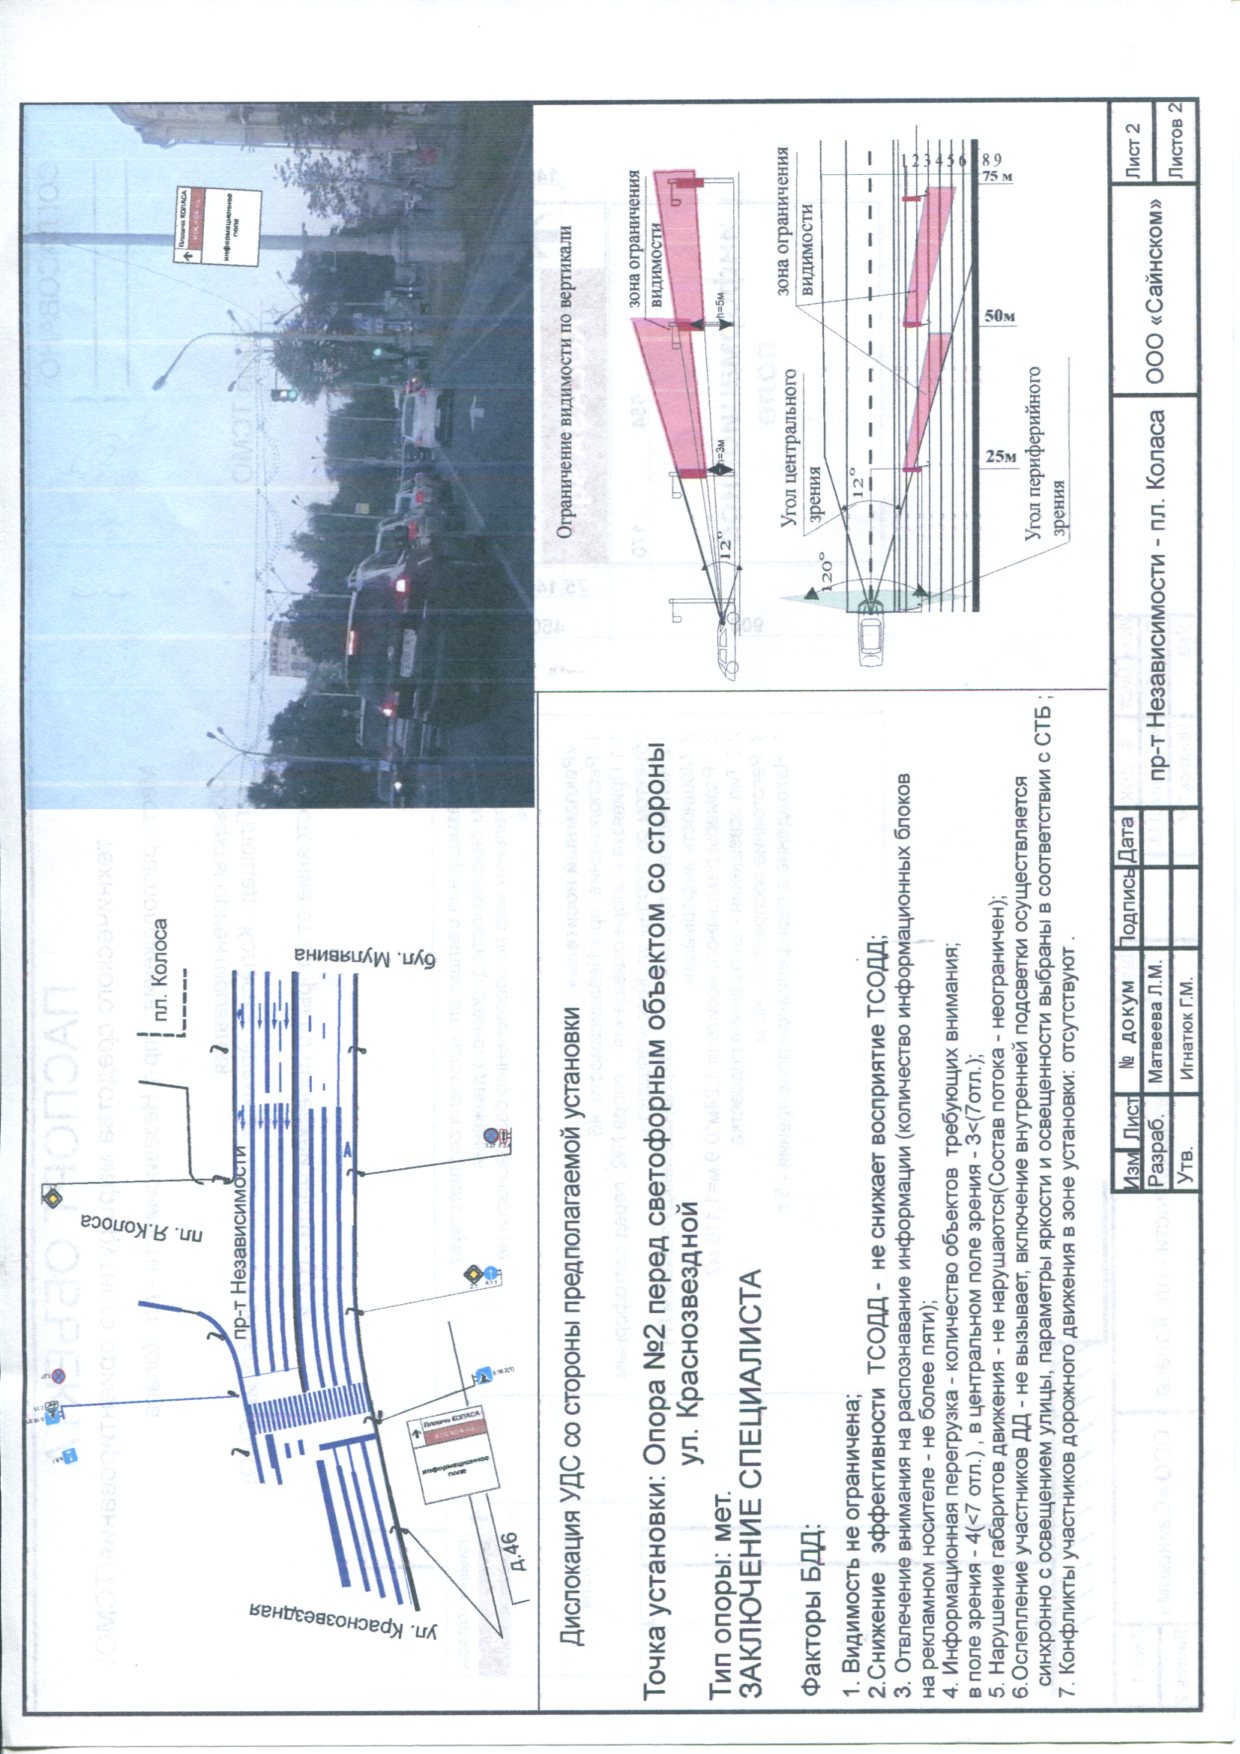 пл. Колоса
пл. Я.Колоса
пр-т Независимости
бул. Мулявина
А
ул. Краснозвездная
д.46
Площа КОЛАСА
информационное
поле
Площа КОЛАСА
информационное
поле
Дислокация УДС со стороны предполагаемой установки
Точка установки: Опора №2 перед светофорным объектом со стороны
ул. Краснозвездной
Тип опоры: мет.
ЗАКЛЮЧЕНИЕ СПЕЦИАЛИСТА
Факторы БДД:
1. Видимость не ограничена;
2.Снижение эффективности ТСОДД - не снижает восприятие ТСОДД;
3. Отвлечение внимания на распознавание информации (количество информационных блоков
на рекламном носителе - не более пяти);
4. Информационная перегрузка - количество объектов требующих внимания:
в поле зрения - 4(<7 отл.) , в центральном поле зрения - 3<(7отл.);
5. Нарушение габаритов движения - не нарушаются(Состав потока - неограничен);
6.Ослепление участников ДД - не вызывает, включение внутренней подсветки осуществляется
синхронно с освещением улицы, параметры яркости и освещенности выбраны в соответствии с СТБ ;
7. Конфликты участников дорожного движения в зоне установки: отсутствуют .
Ограничение видимости по вертикали
зона ограничения
видимости
12°
h=3м
h=5м
Угол центрального
зрения
зона ограничения
видимости
120°
12°
1 2 3 4 5 6 8 9
25м
50м
75 м
Угол периферийного
зрения
Изм Лист № докум Подпись Дата
Разраб. Матвеева Л.М.
Утв. Игнатюк Г.М.
пр-т Независимости - пл. Коласа
ООО «Сайнском»
Лист 2
Листов 2